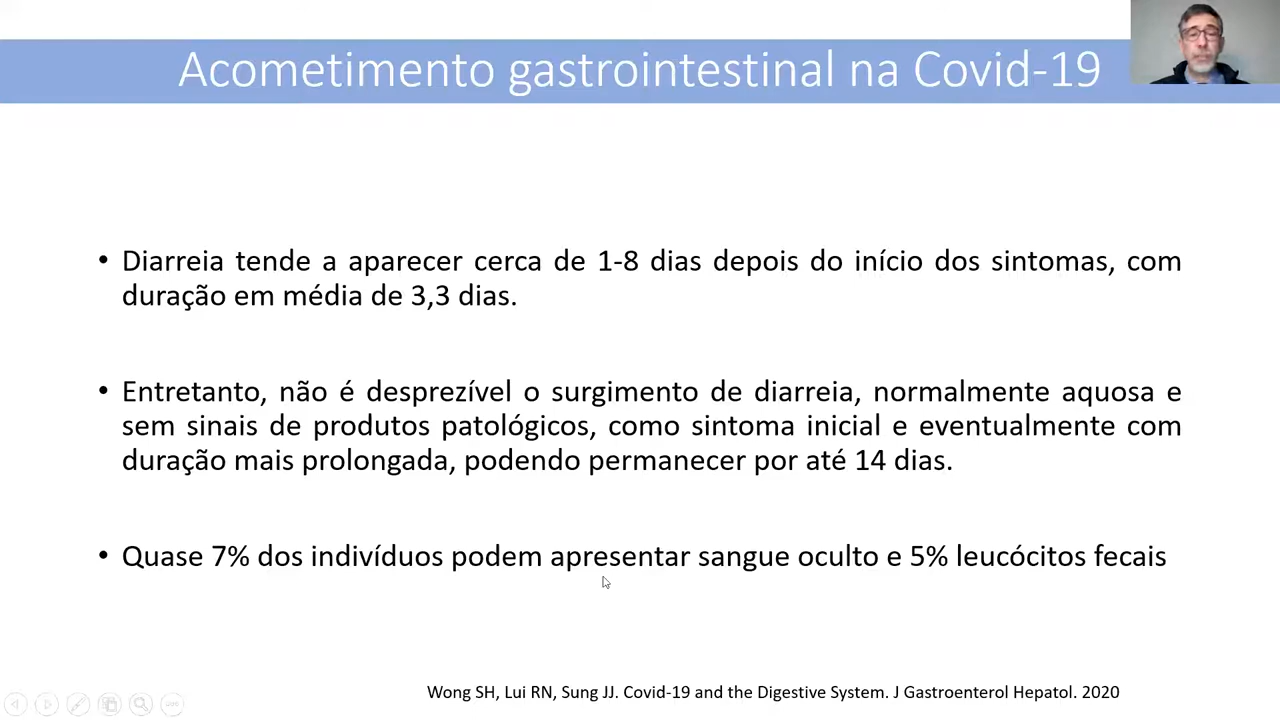 Acometimento gastrointestinal na Covid-19
• Diarreia tende a aparecer cerca de 1-8 dias depois do início dos sintomas, com
duração em média de 3,3 dias.
• Entretanto, não é desprezível o surgimento de diarreia, normalmente aquosa e
sem sinais de produtos patológicos, como sintoma inicial e eventualmente com
duração mais prolongada, podendo permanecer por até 14 dias.
• Quase 7% dos indivíduos podem apresentar sangue oculto e 5% leucócitos fecais
Wong SH, Lui RN, Sung JJ. Covid-19 and the Digestive System. J Gastroenterol Hepatol. 2020